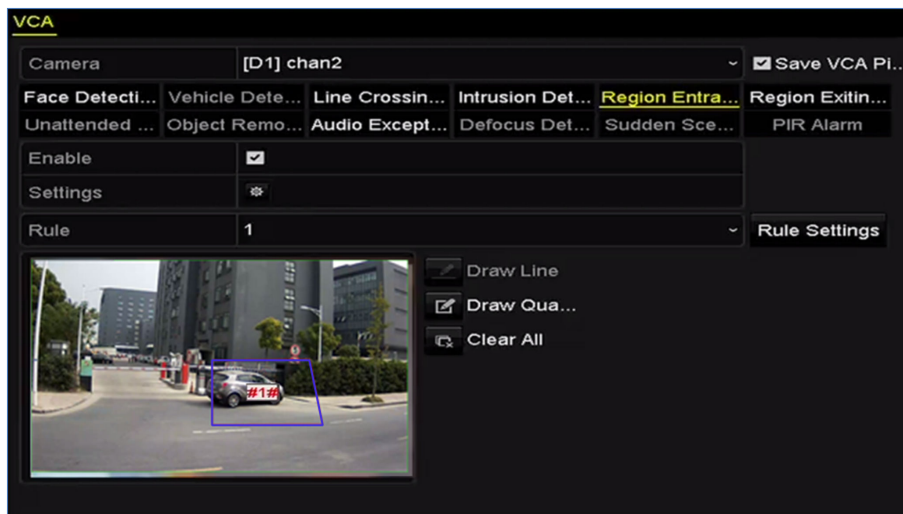 VCA
Camera [D1] chan2 Save VCA Pi...
Face Detecti... Vehicle Dete... Line Crossin... Intrusion Det... Region Entra... Region Exitin...
Unattended ... Object Remo... Audio Except... Defocus Det... Sudden Sce... PIR Alarm
Enable
Settings
Rule 1 Rule Settings
Draw Line
Draw Qua...
Clear All
#1#